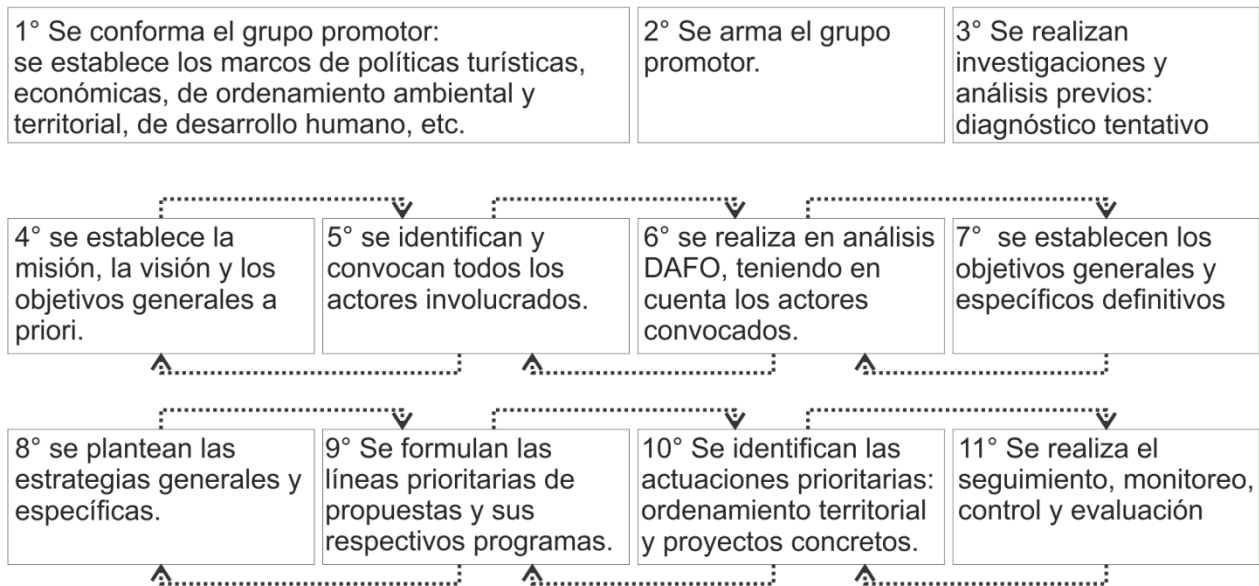 1° Se conforma el grupo promotor:
se establece los marcos de políticas turísticas,
económicas, de ordenamiento ambiental y
territorial, de desarrollo humano, etc.
2° Se arma el grupo
promotor.
3° Se realizan
investigaciones y
análisis previos:
diagnóstico tentativo
4° se establece la
misión, la visión y los
objetivos generales a
priori.
5° se identifican y
convocan todos los
actores involucrados.
6° se realiza en análisis
DAFO, teniendo en
cuenta los actores
convocados.
7° se establecen los
objetivos generales y
específicos definitivos
8° se plantean las
estrategias generales y
específicas.
9° Se formulan las
líneas prioritarias de
propuestas y sus
respectivos programas.
10° Se identifican las
actuaciones prioritarias:
ordenamiento territorial
y proyectos concretos.
11° Se realiza el
seguimiento, monitoreo,
control y evaluación